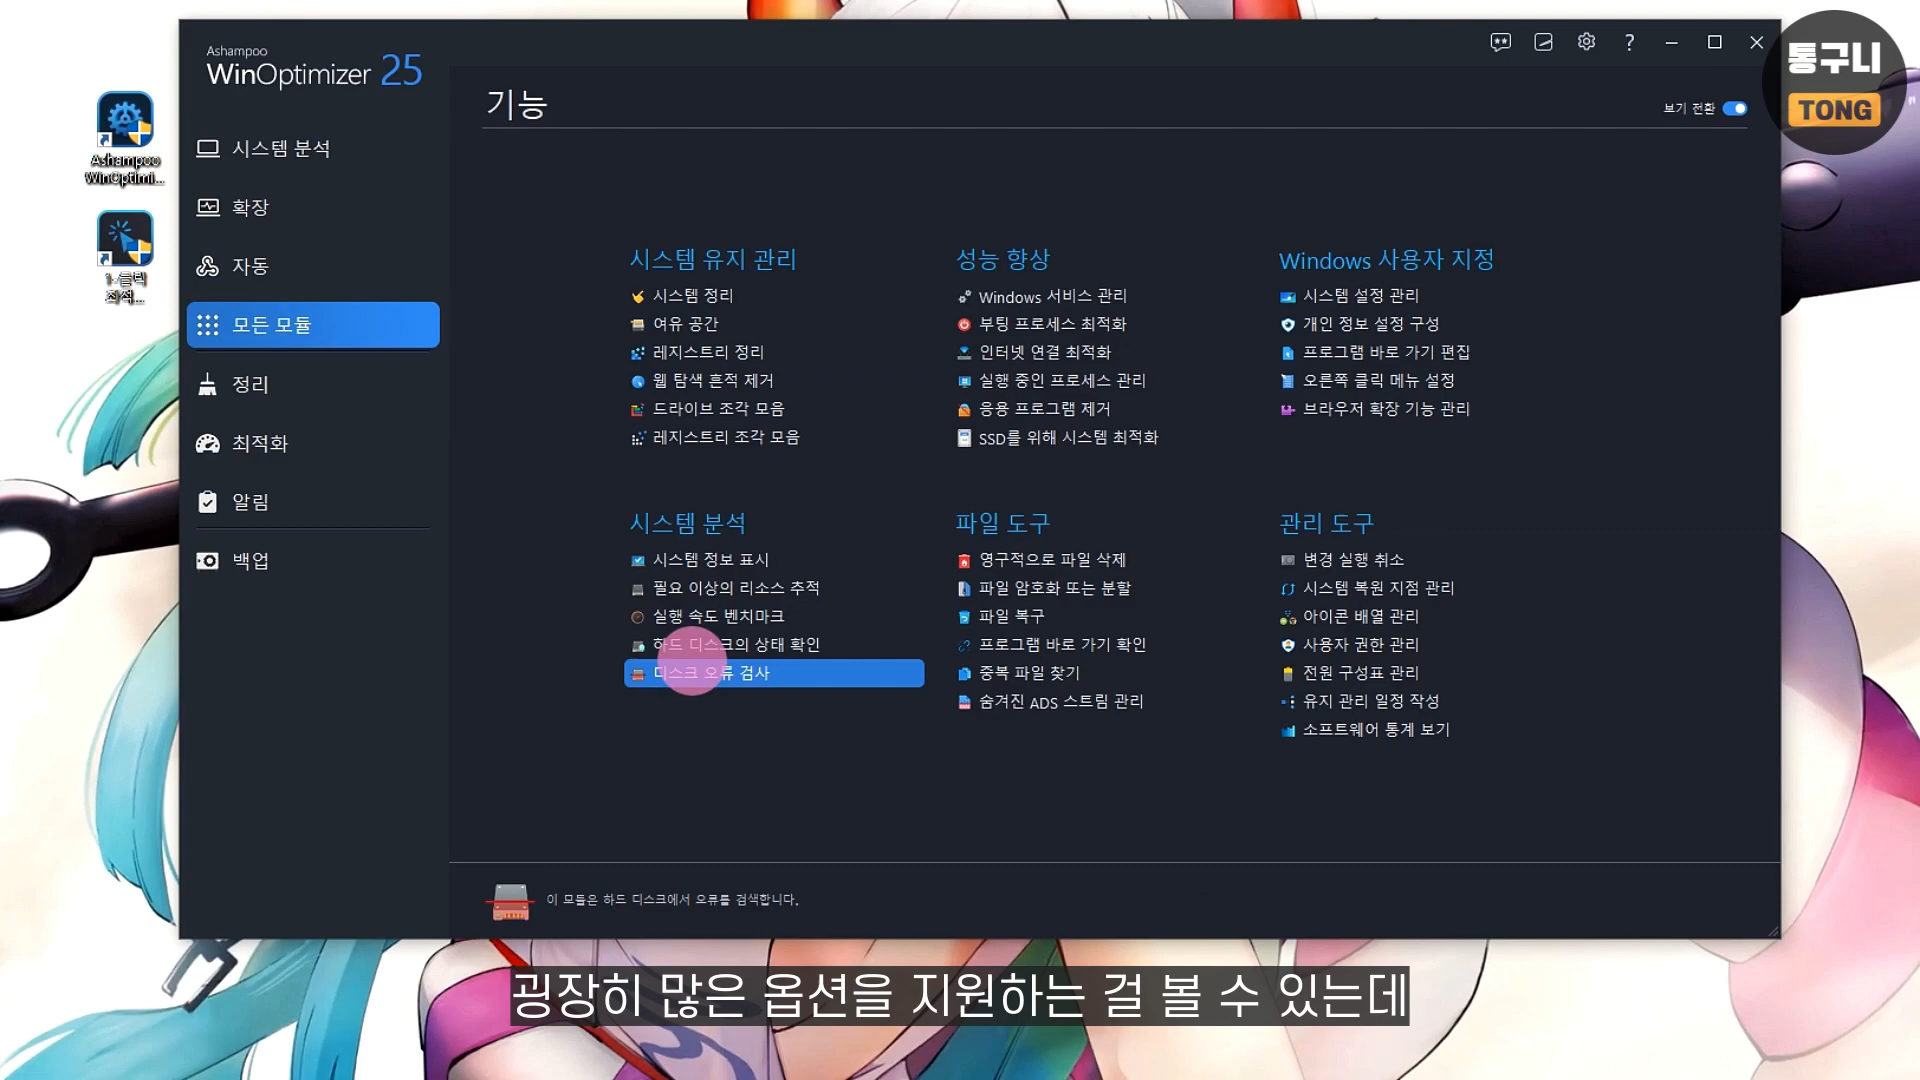 Ashampoo
WinOptimizer 25
통구니
TONG
기능
보기 전환
Ashampoo
WinOptimi...
1-클릭
최적...
시스템 분석
확장
자동
모든 모듈
정리
최적화
알림
백업
시스템 유지 관리
시스템 정리
여유 공간
레지스트리 정리
웹 탐색 흔적 제거
드라이브 조각 모음
레지스트리 조각 모음
성능 향상
Windows 서비스 관리
부팅 프로세스 최적화
인터넷 연결 최적화
실행 중인 프로세스 관리
응용 프로그램 제거
SSD를 위해 시스템 최적화
Windows 사용자 지정
시스템 설정 관리
개인 정보 설정 구성
프로그램 바로 가기 편집
오른쪽 클릭 메뉴 설정
브라우저 확장 기능 관리
시스템 분석
시스템 정보 표시
필요 이상의 리소스 추적
실행 속도 벤치마크
하드 디스크의 상태 확인
디스크 오류 검사
파일 도구
영구적으로 파일 삭제
파일 암호화 또는 분할
파일 복구
프로그램 바로 가기 확인
중복 파일 찾기
숨겨진 ADS 스트림 관리
관리 도구
변경 실행 취소
시스템 복원 지점 관리
아이콘 배열 관리
사용자 권한 관리
전원 구성표 관리
유지 관리 일정 작성
소프트웨어 통계 보기
이 모듈은 하드 디스크에서 오류를 검색합니다.
굉장히 많은 옵션을 지원하는 걸 볼 수 있는데